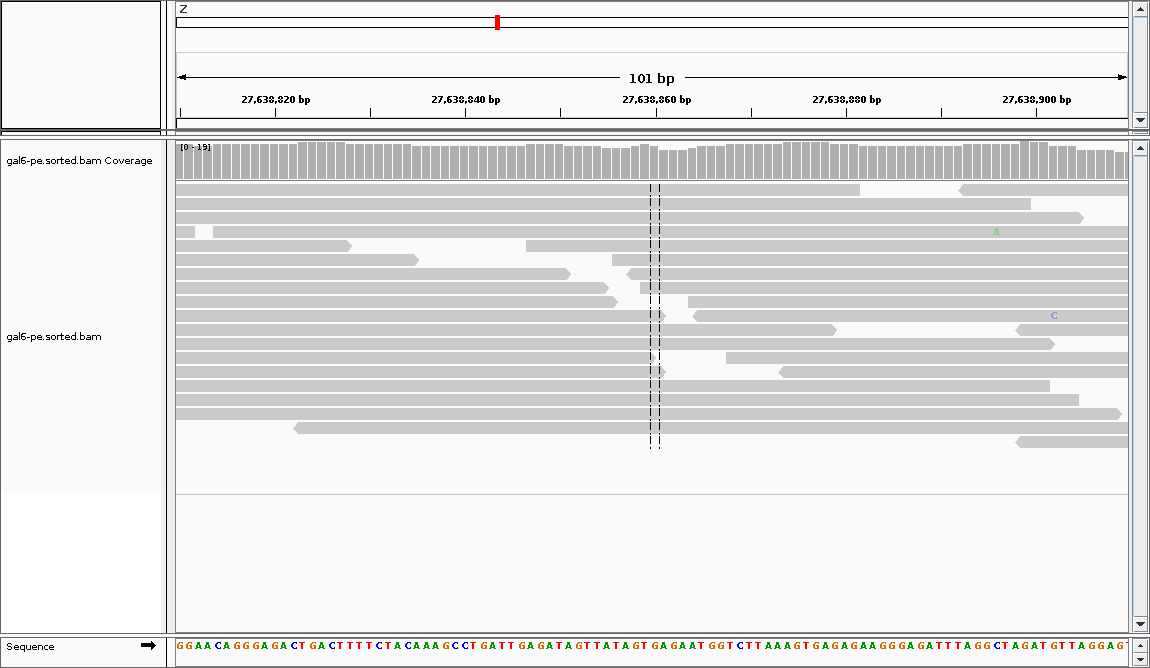 Z
101 bp
27,638,820 bp 27,638,840 bp 27,638,860 bp 27,638,880 bp 27,638,900 bp
gal6-pe.sorted.bam Coverage
[0 - 19]
A
C
gal6-pe.sorted.bam
Sequence
GGAACAGGGAGACTGACTTTTCTACAAAGCCTGATTGAGATAGTTATAGTGAGAATGGTCTTAAAGTGAGAGAAGGGAGATTTAGGCTAGATGTTAGGAGT